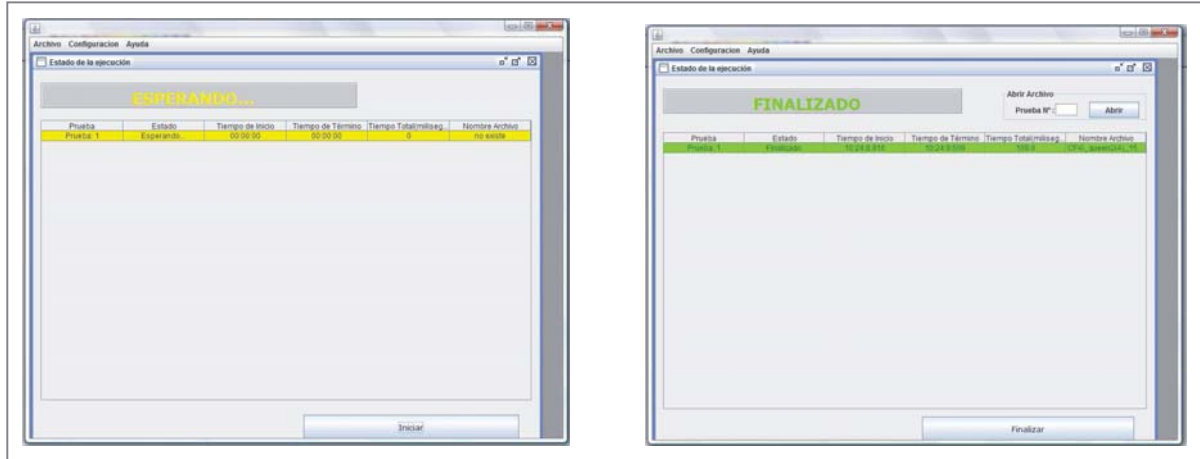 Archivo Configuracion Ayuda
Estado de la ejecución
ESPERANDO...
Prueba Estado Tiempo de Inicio Tiempo de Término Tiempo Total(miliseg... Nombre Archivo
Prueba: 1 Esperando... 00:00:00 00:00:00 0 no existe
Iniciar
Archivo Configuracion Ayuda
Estado de la ejecución
FINALIZADO
Abrir Archivo
Prueba N°: Abrir
Prueba Estado Tiempo de Inicio Tiempo de Término Tiempo Total(miliseg... Nombre Archivo
Prueba: 1 Finalizado
Finalizar